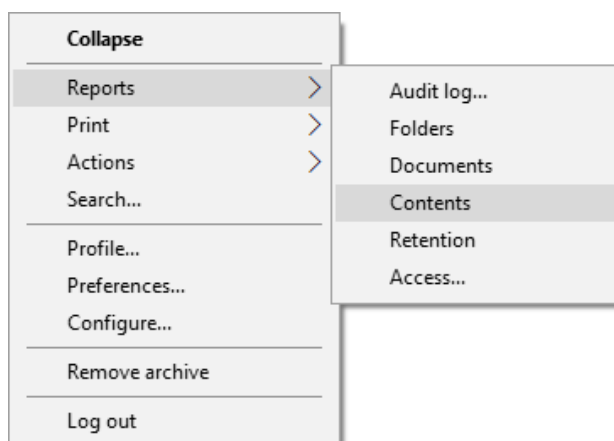 Collapse
Reports
Print
Actions
Search...
Profile...
Preferences...
Configure...
Remove archive
Log out
Audit log...
Folders
Documents
Contents
Retention
Access...